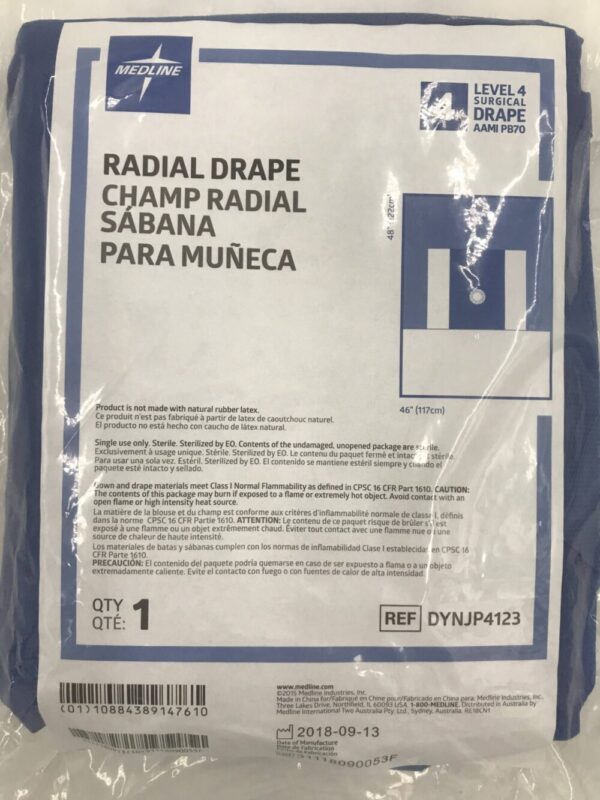 MEDLINE
4 LEVEL 4
SURGICAL
DRAPE
AAMI PB70
RADIAL DRAPE
CHAMP RADIAL
SÁBANA
PARA MUÑECA
48"
46" (117cm)
Product is not made with natural rubber latex.
Ce produit n'est pas fabriqué à partir de latex de caoutchouc naturel.
El producto no está hecho con caucho de látex natural.
Single use only. Sterile. Sterilized by EO. Contents of the undamaged, unopened package are sterile.
Exclusivement à usage unique. Stérile. Sterilized by EO. Le contenu du paquet fermé et intact stérile.
Para usar una sola vez. Estéril. Sterilized by EO. El contenido se mantiene estéril siempre y cuando el
paquete esté intacto y sellado.
Gown and drape materials meet Class I Normal Flammability as defined in CPSC 16 CFR Part 1610. CAUTION:
The contents of this package may burn if exposed to a flame or extremely hot object. Avoid contact with an
open flame or high intensity heat source.
La matière de la blouse et du champ est conforme aux critères d'inflammabilité normale de classe I, définis
dans la norme CPSC 16 CFR Partie 1610. ATTENTION: Le contenu de ce paquet risque de brûler s'il est
exposé à une flamme ou un objet extrêmement chaud. Éviter tout contact avec une flamme nue ou une
source de chaleur de haute intensité.
Los materiales de batas y sábanas cumplen con los normas de inflamabilidad Clase I establecidas en CPSC 16
CFR Parte 1610.
PRECAUCIÓN: El contenido del paquete podría quemarse en caso de ser expuesto a flama o a un objeto
extremadamente caliente. Evite el contacto con fuego o con fuentes de calor de alta intensidad.
QTY
QTÉ: 1
REF DYNJP4123
(01)10884389147610
www.medline.com
©2015 Medline Industries, Inc.
Made in China for/Fabriqué en Chine pour/Fabricado en China para: Medline Industries, Inc.
Three Lakes Drive, Northfield, IL 60093 USA. 1-800-MEDLINE. Distributed in Australia by
Medline International Two Australia Pty. Ltd., Sydney, Australia. RE18CN1
2018-09-13
Date of Manufacture
Date de Fabrication
Fabricación